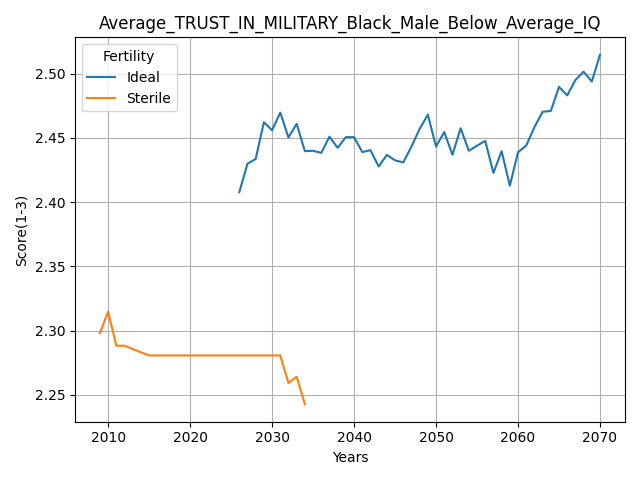 Average_TRUST_IN_MILITARY_Black_Male_Below_Average_IQ
Fertility
Ideal
Sterile
Score(1-3)
2.50
2.45
2.40
2.35
2.30
2.25
2010 2020 2030 2040 2050 2060 2070
Years